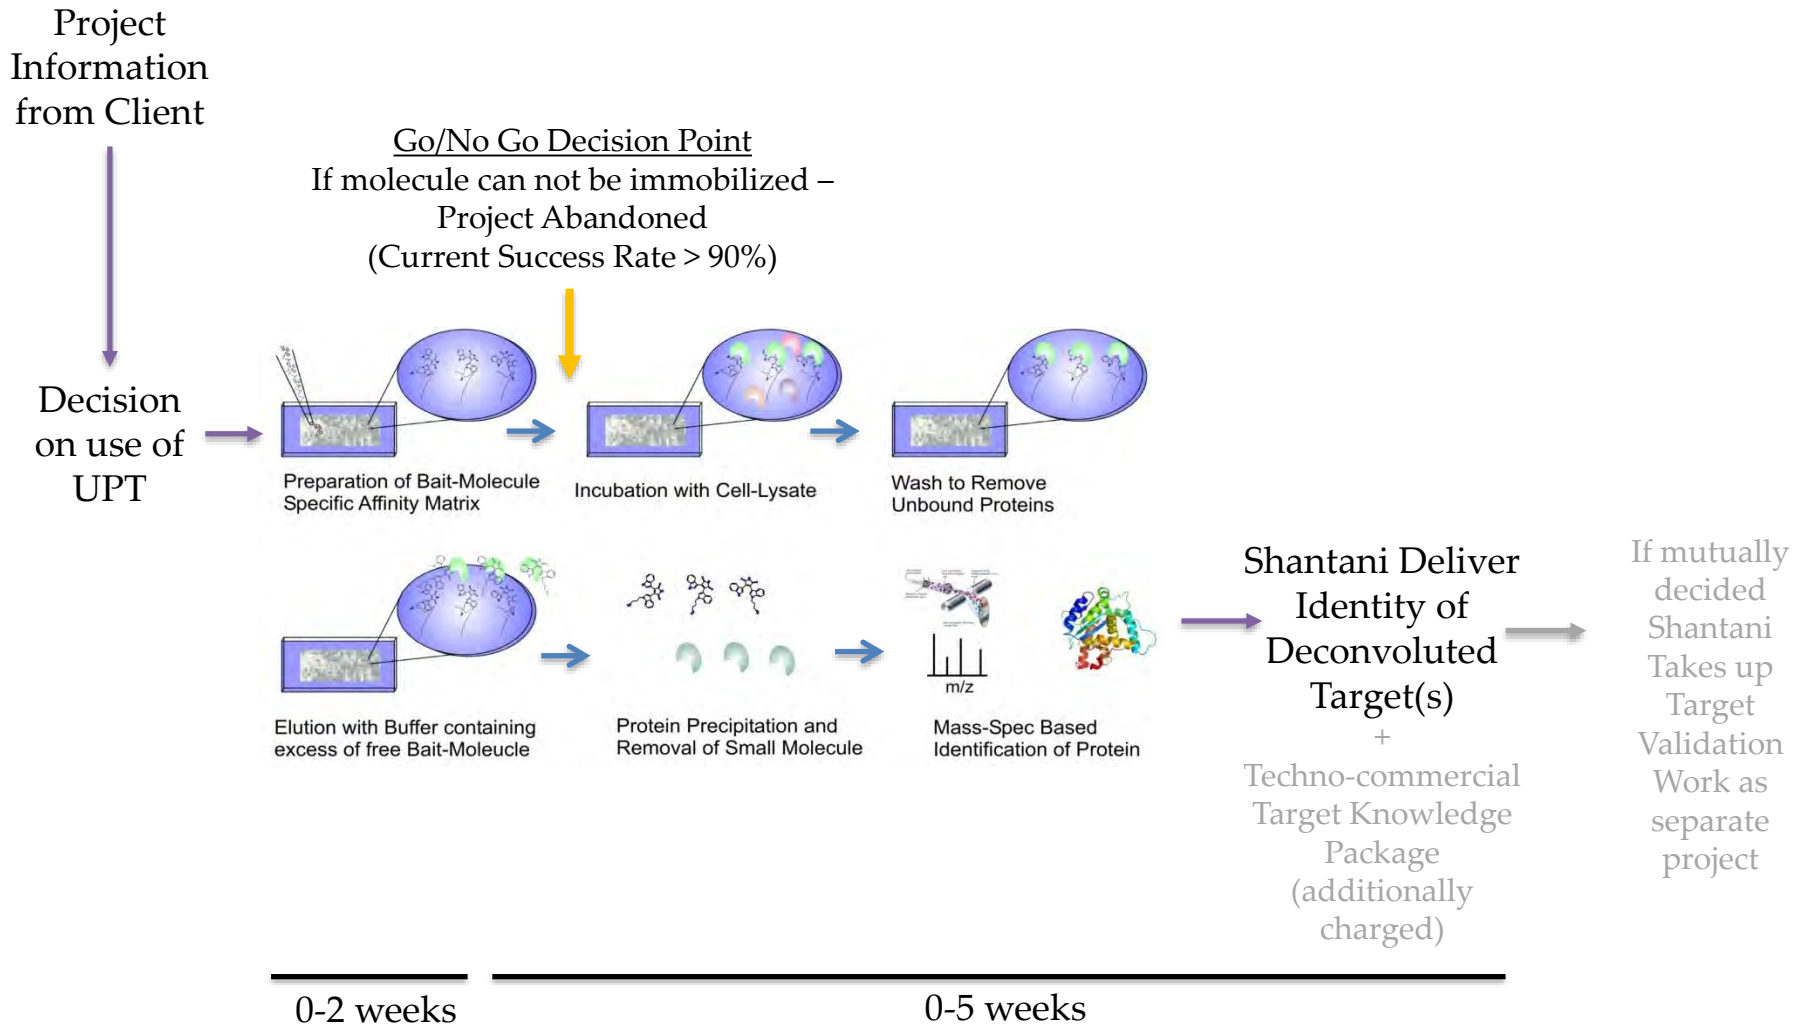 Project
Information
from Client
Go/No Go Decision Point
If molecule can not be immobilized –
Project Abandoned
(Current Success Rate > 90%)
Decision
on use of
UPT
Preparation of Bait-Molecule
Specific Affinity Matrix
Incubation with Cell-Lysate
Wash to Remove
Unbound Proteins
Elution with Buffer containing
excess of free Bait-Moleucle
Protein Precipitation and
Removal of Small Molecule
m/z
Mass-Spec Based
Identification of Protein
Shantani Deliver
Identity of
Deconvoluted
Target(s)
+
Techno-commercial
Target Knowledge
Package
(additionally
charged)
If mutually
decided
Shantani
Takes up
Target
Validation
Work as
separate
project
0-2 weeks
0-5 weeks